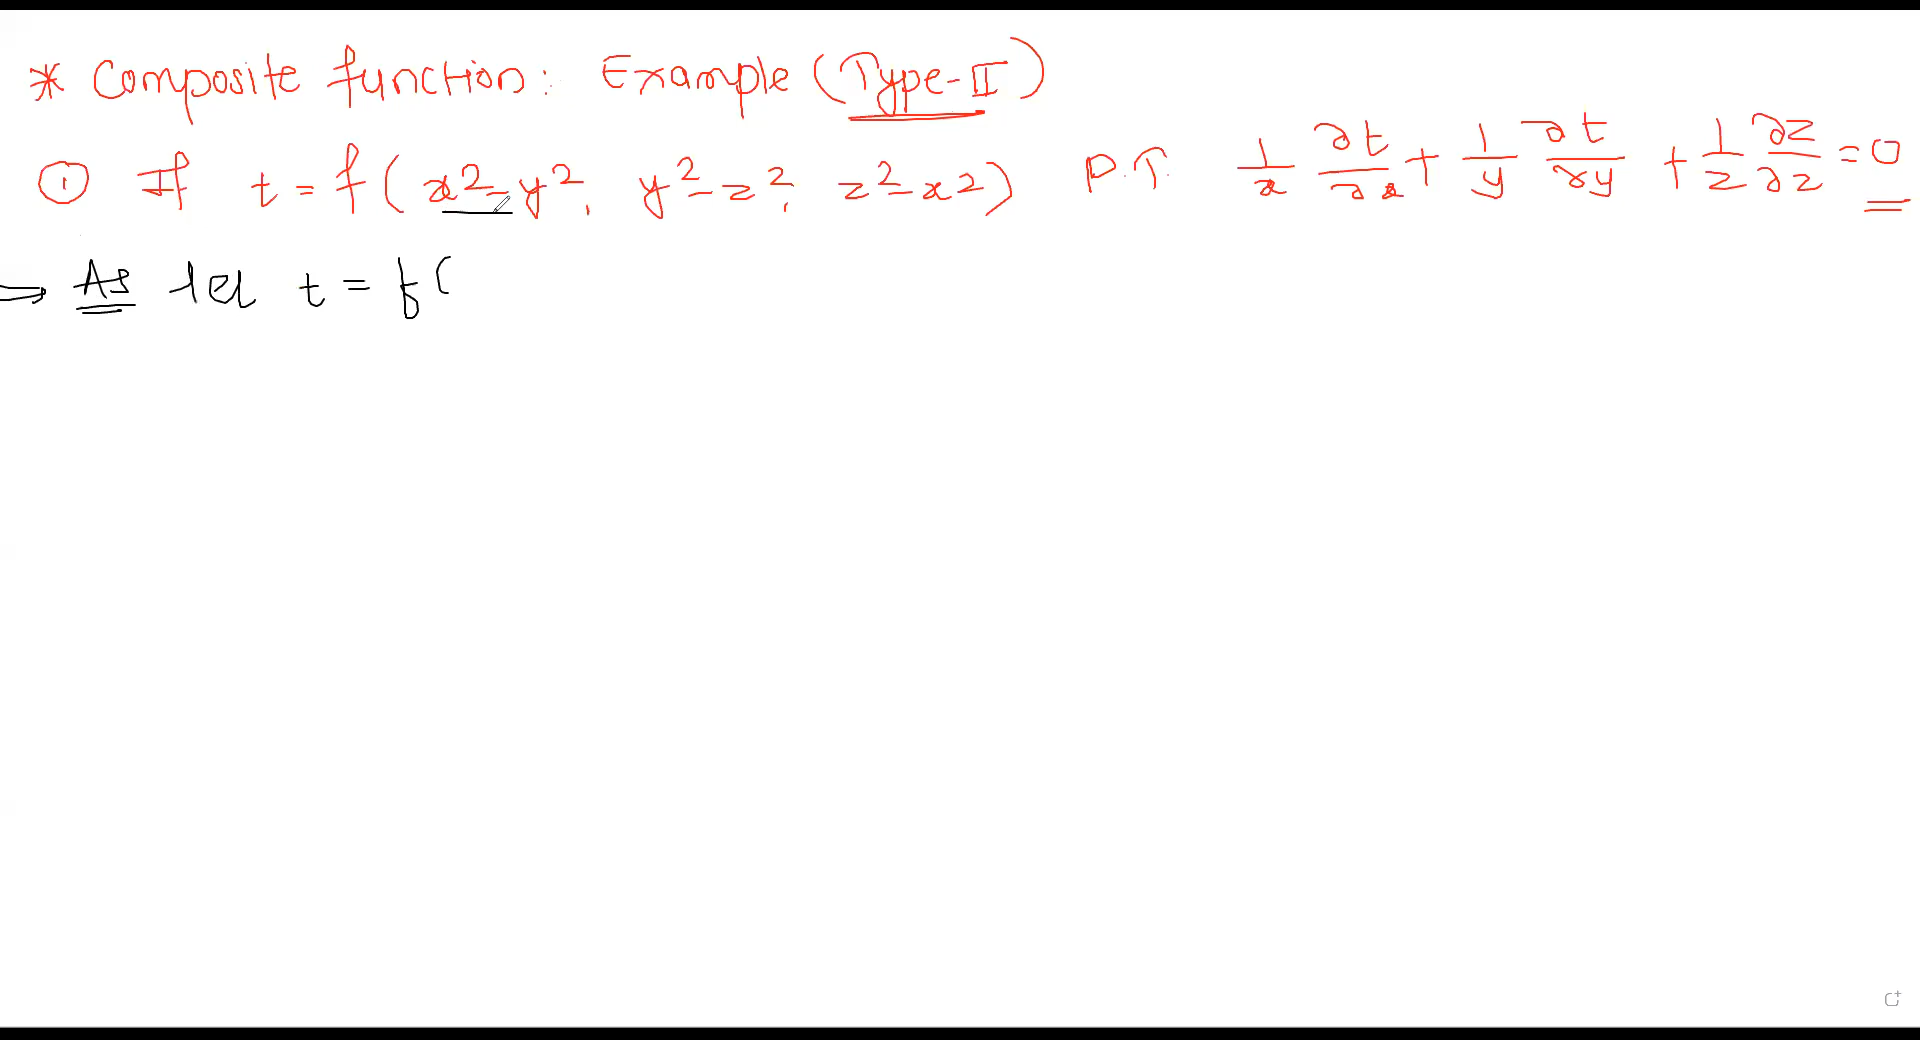 * Composite function: Example (Type-II)
① If t = f(x²-y², y²-z², z²-x²) P.T. 1/x ∂t/∂x + 1/y ∂t/∂y + 1/z ∂z/∂z = 0
⇒ As let t = f(